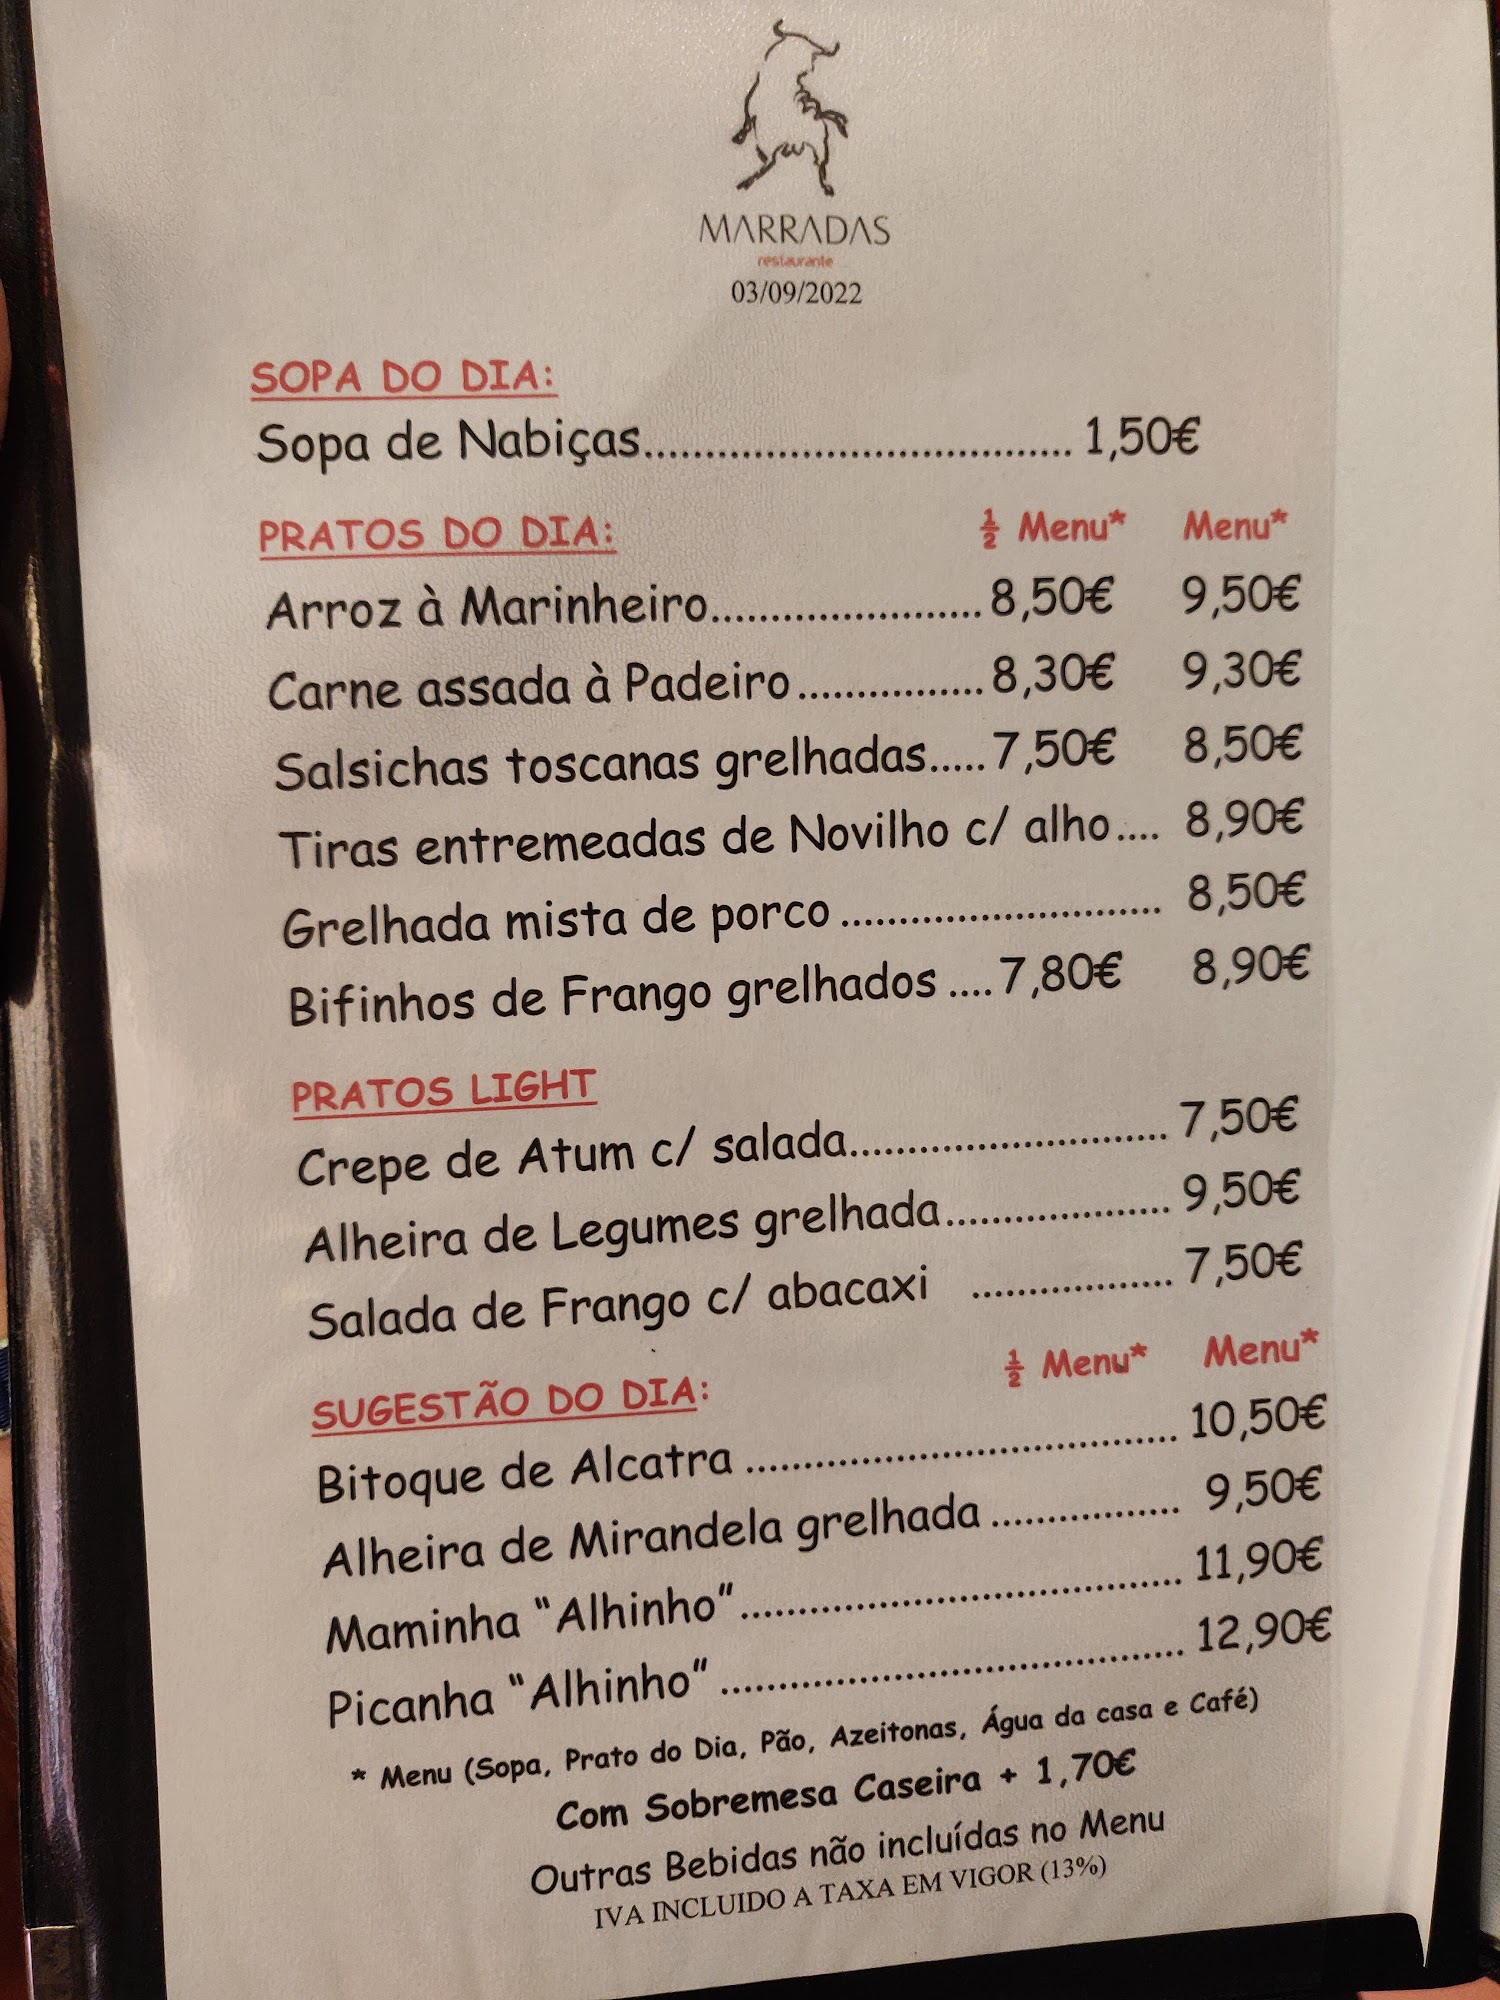 MARRADAS
restaurante
03/09/2022
SOPA DO DIA:
Sopa de Nabiças................................... 1,50€
PRATOS DO DIA: ½ Menu* Menu*
Arroz à Marinheiro.......................8,50€ 9,50€
Carne assada à Padeiro................8,30€ 9,30€
Salsichas toscanas grelhadas.....7,50€ 8,50€
Tiras entremeadas de Novilho c/ alho.... 8,90€
Grelhada mista de porco ........................... 8,50€
Bifinhos de Frango grelhados ....7,80€ 8,90€
PRATOS LIGHT
Crepe de Atum c/ salada........................... 7,50€
Alheira de Legumes grelhada................... 9,50€
Salada de Frango c/ abacaxi ................. 7,50€
SUGESTÃO DO DIA: ½ Menu* Menu*
Bitoque de Alcatra ..................................... 10,50€
Alheira de Mirandela grelhada ................ 9,50€
Maminha “Alhinho”...................................... 11,90€
Picanha “Alhinho” ........................................ 12,90€
* Menu (Sopa, Prato do Dia, Pão, Azeitonas, Água da casa e Café)
Com Sobremesa Caseira + 1,70€
Outras Bebidas não incluídas no Menu
IVA INCLUIDO A TAXA EM VIGOR (13%)